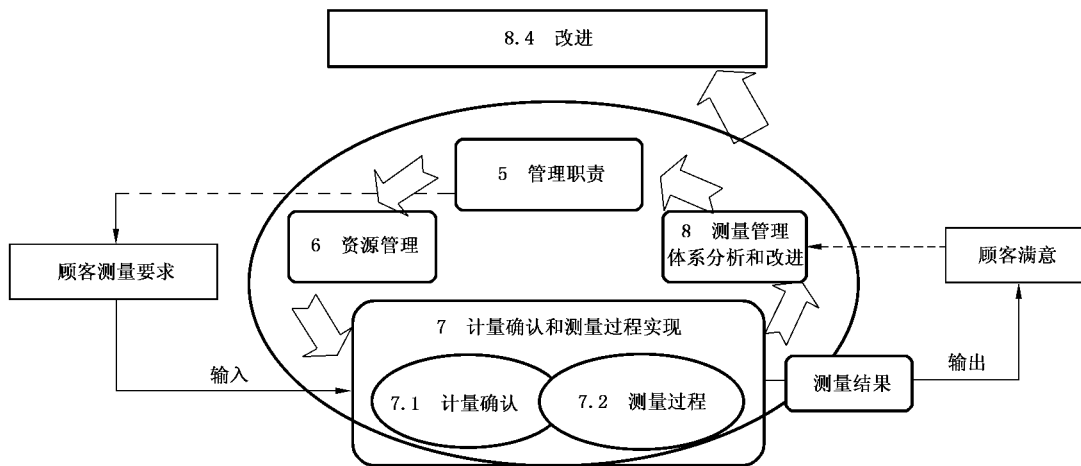 8.4 改进
5 管理职责
6 资源管理
8 测量管理
体系分析和改进
顾客测量要求
顾客满意
7 计量确认和测量过程实现
输入
7.1 计量确认
7.2 测量过程
测量结果
输出